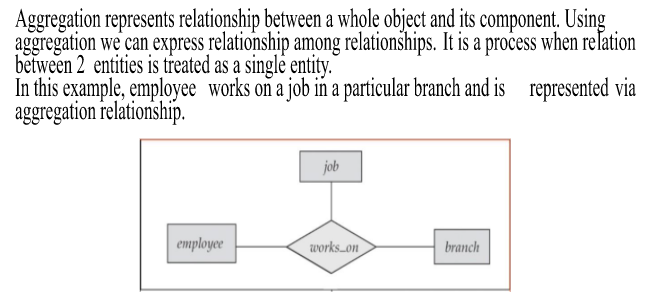 Aggregation represents relationship between a whole object and its component. Using
aggregation we can express relationship among relationships. It is a process when relation
between 2 entities is treated as a single entity.
In this example, employee works on a job in a particular branch and is represented via
aggregation relationship.
job
employee
works_on
branch